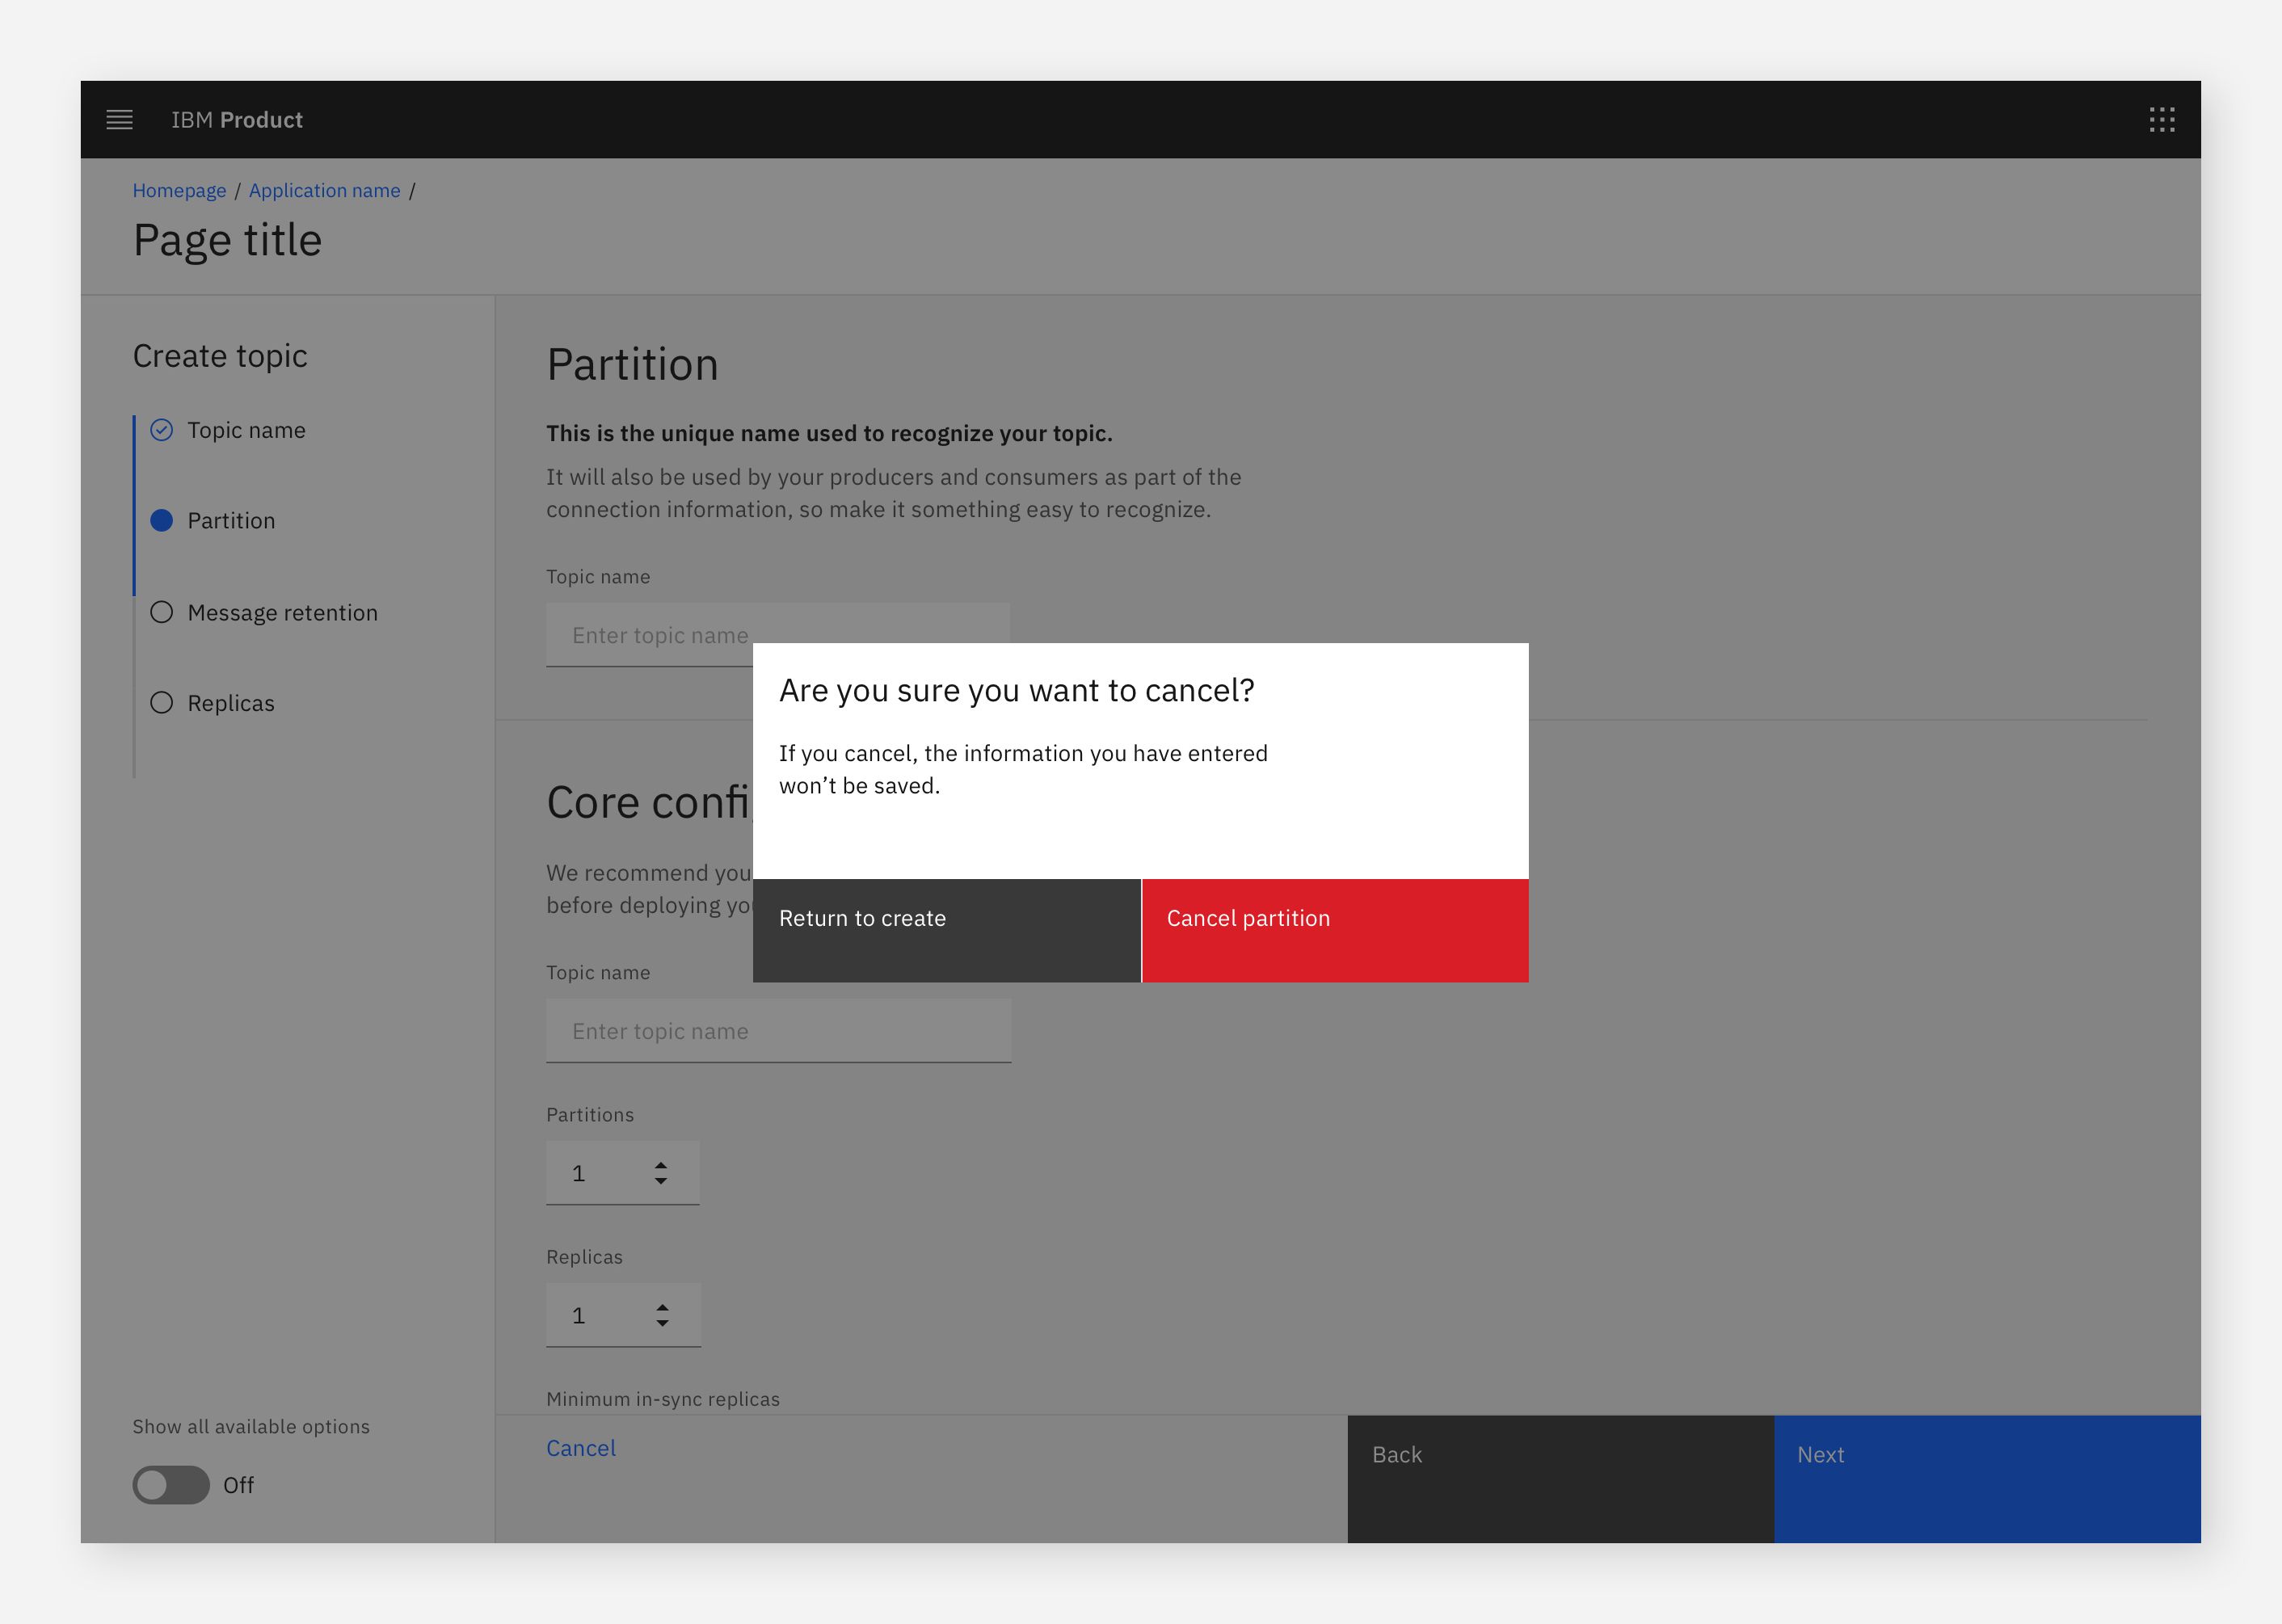 IBM Product
Homepage / Application name /
Page title
Create topic
Topic name
Partition
Message retention
Replicas
Show all available options
Off
Partition
This is the unique name used to recognize your topic.
It will also be used by your producers and consumers as part of the
connection information, so make it something easy to recognize.
Topic name
Enter topic name
Core
We recommend you
before deploying
Topic name
Enter topic name
Partitions
1
Replicas
1
Minimum in-sync replicas
Cancel
Back
Next
Are you sure you want to cancel?
If you cancel, the information you have entered
won’t be saved.
Return to create
Cancel partition